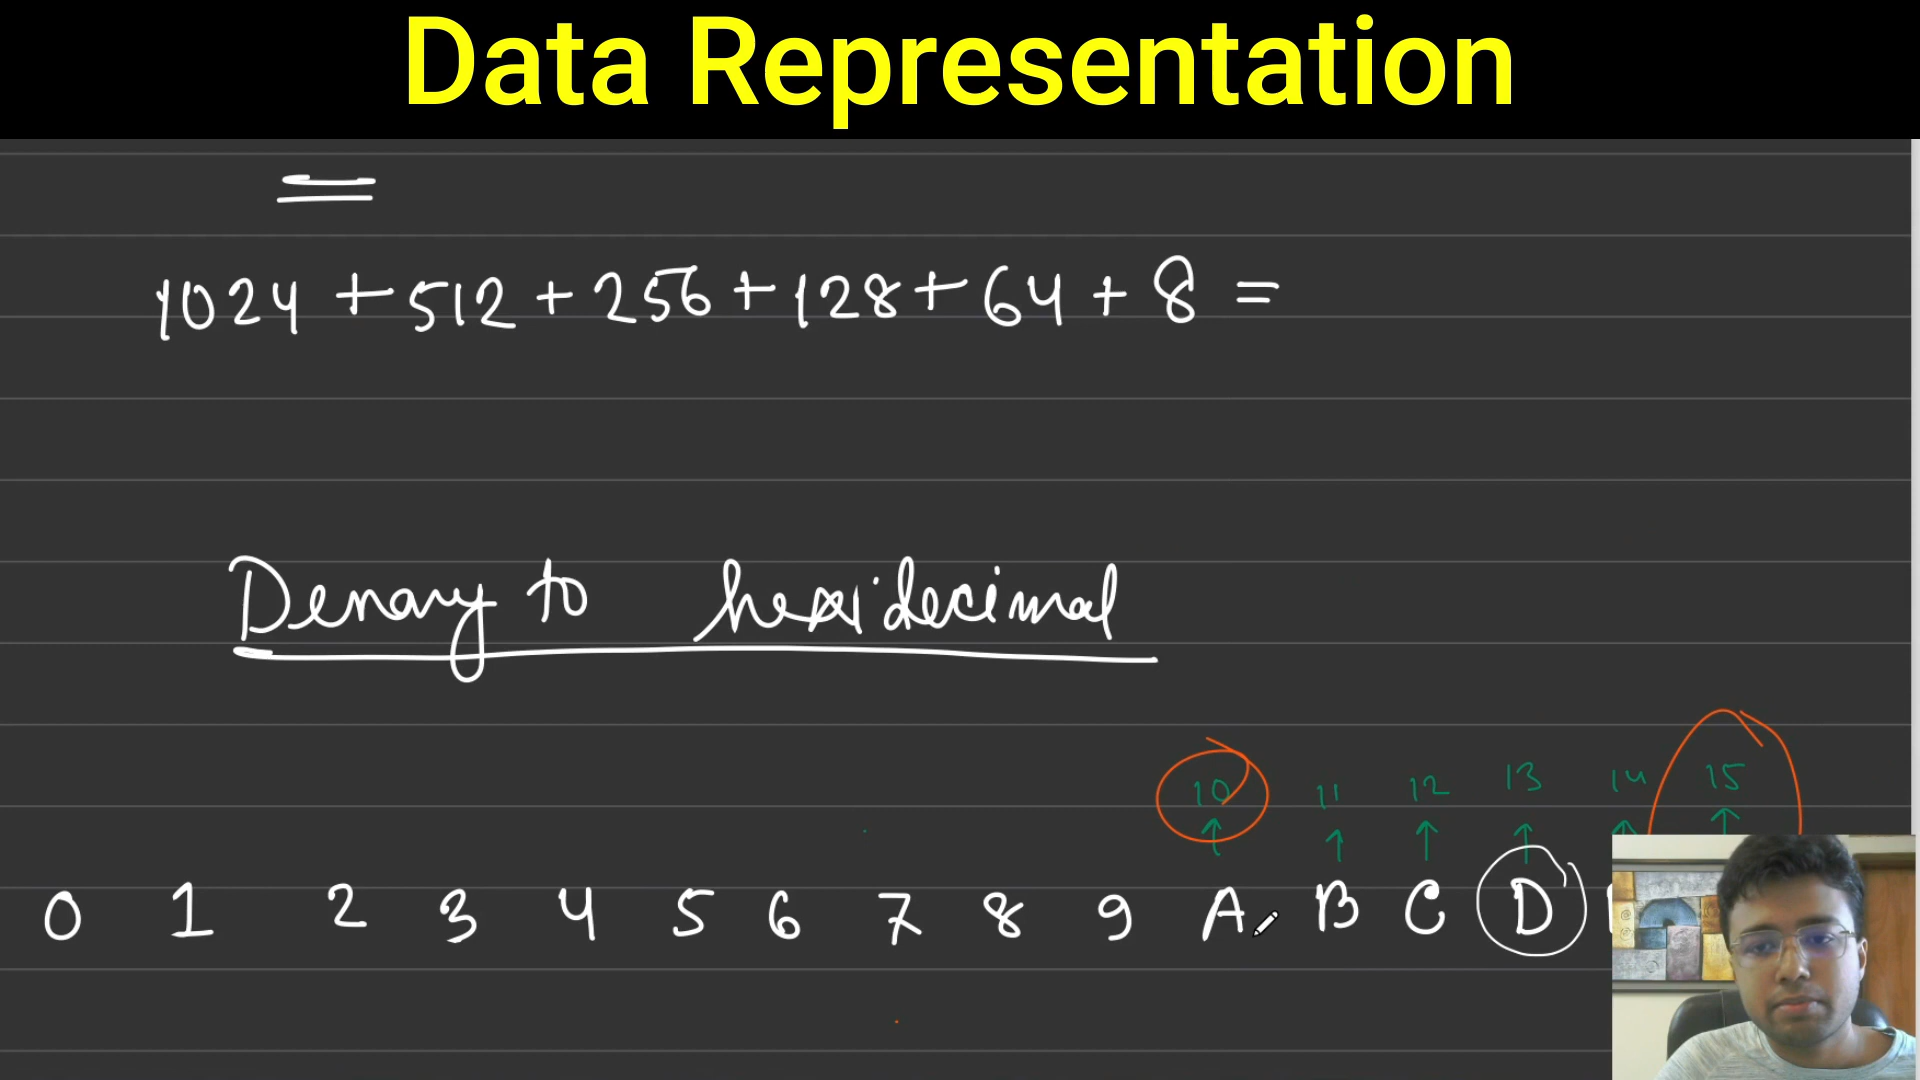 Data Representation
1024 + 512 + 256 + 128 + 64 + 8 =
Denary to hexidecimal
10 11 12 13 14 15
0 1 2 3 4 5 6 7 8 9 A B C D